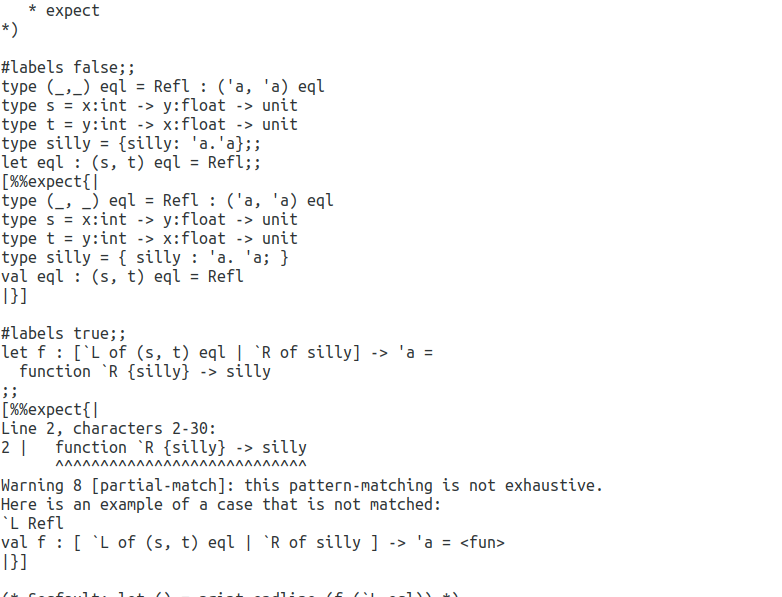 * expect
*)
#labels false;;
type (_,_) eql = Refl : ('a, 'a) eql
type s = x:int -> y:float -> unit
type t = y:int -> x:float -> unit
type silly = {silly: 'a.'a};;
let eql : (s, t) eql = Refl;;
[%%expect{|
type (_, _) eql = Refl : ('a, 'a) eql
type s = x:int -> y:float -> unit
type t = y:int -> x:float -> unit
type silly = { silly : 'a. 'a; }
val eql : (s, t) eql = Refl
|}]
#labels true;;
let f : [`L of (s, t) eql | `R of silly] -> 'a =
function `R {silly} -> silly
;;
[%%expect{|
Line 2, characters 2-30:
2 |   function `R {silly} -> silly
^^^^^^^^^^^^^^^^^^^^^^^^^^^^
Warning 8 [partial-match]: this pattern-matching is not exhaustive.
Here is an example of a case that is not matched:
`L Refl
val f : [ `L of (s, t) eql | `R of silly ] -> 'a = <fun>
|}]